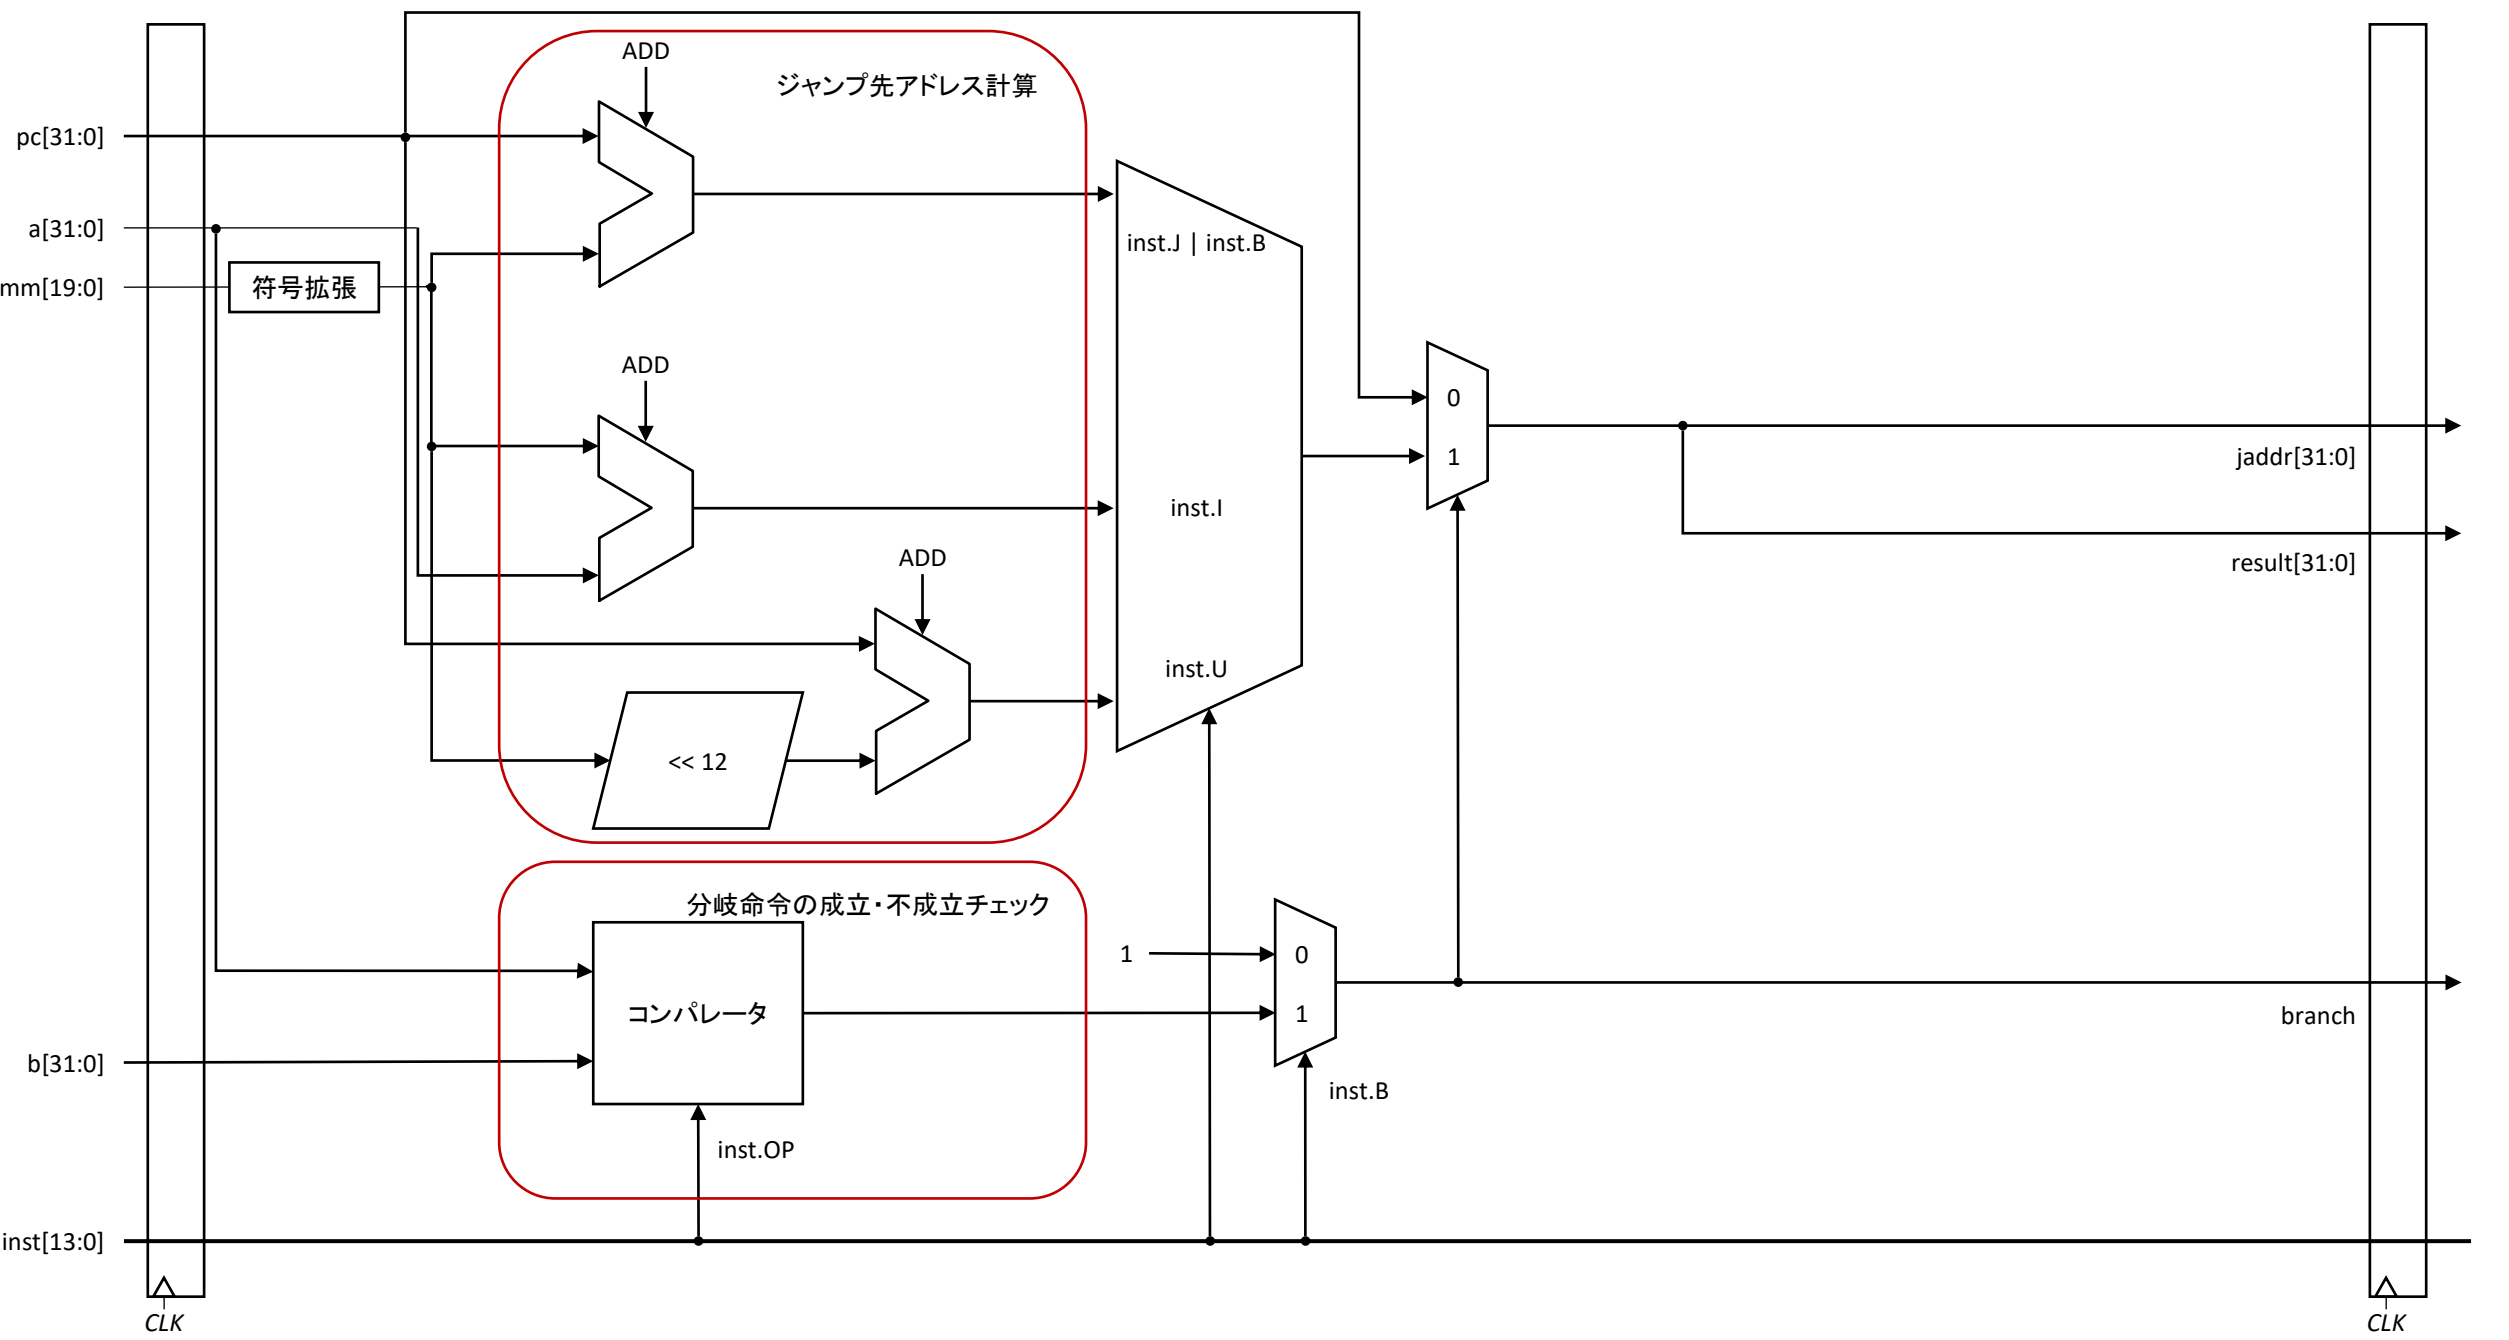 ADD
ジャンプ先アドレス計算
pc[31:0]
a[31:0]
mm[19:0]
符号拡張
inst.J | inst.B
ADD
0
1
jaddr[31:0]
inst.I
ADD
result[31:0]
inst.U
<< 12
分岐命令の成立・不成立チェック
1
0
コンパレータ
1
branch
b[31:0]
inst.B
inst.OP
inst[13:0]
CLK
CLK